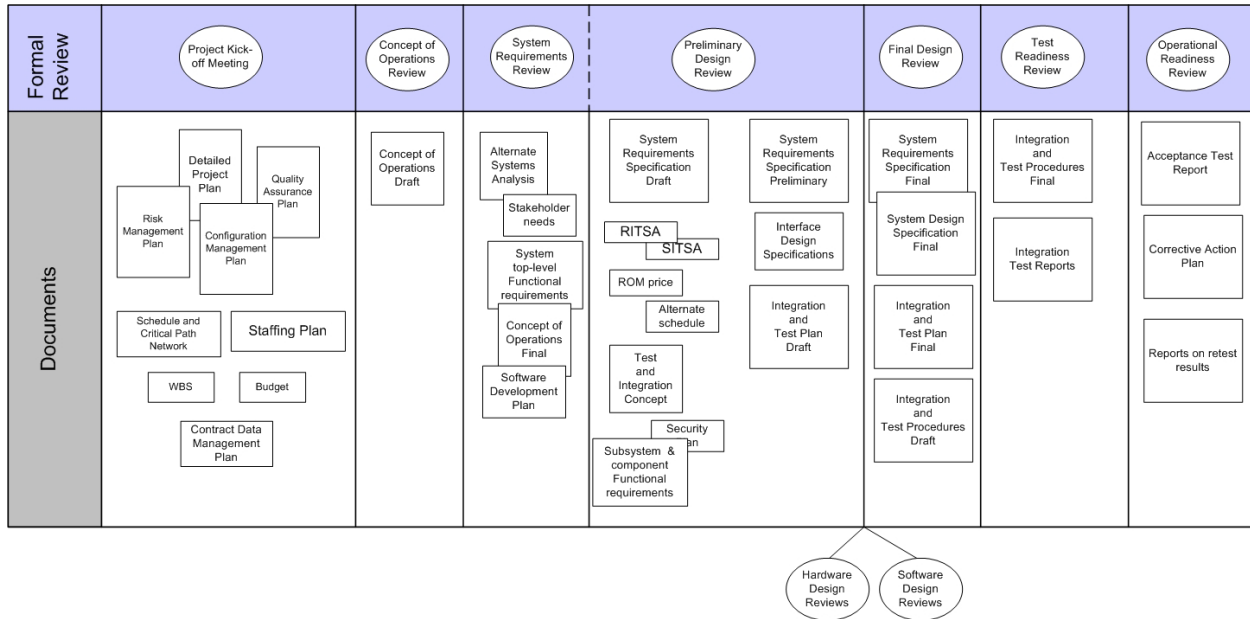 Formal
Review
Project Kick-
off Meeting
Concept of
Operations
Review
System
Requirements
Review
Preliminary
Design
Review
Final Design
Review
Test
Readiness
Review
Operational
Readiness
Review
Documents
Detailed
Project
Plan
Quality
Assurance
Plan
Risk
Management
Plan
Configuration
Management
Plan
Schedule and
Critical Path
Network
Staffing Plan
WBS
Budget
Contract Data
Management
Plan
Concept of
Operations
Draft
Alternate
Systems
Analysis
Stakeholder
needs
System
top-level
Functional
requirements
Concept of
Operations
Final
Software
Development
Plan
System
Requirements
Specification
Draft
RITSA
SITSA
ROM price
Alternate
schedule
Test
and
Integration
Concept
Security
Subsystem &
component
Functional
requirements
System
Requirements
Specification
Preliminary
Interface
Design
Specifications
Integration
and
Test Plan
Draft
System
Requirements
Specification
Final
System Design
Specification
Final
Integration
and
Test Plan
Final
Integration
and
Test Procedures
Draft
Integration
and
Test Procedures
Final
Integration
Test Reports
Acceptance Test
Report
Corrective Action
Plan
Reports on retest
results
Hardware
Design
Reviews
Software
Design
Reviews